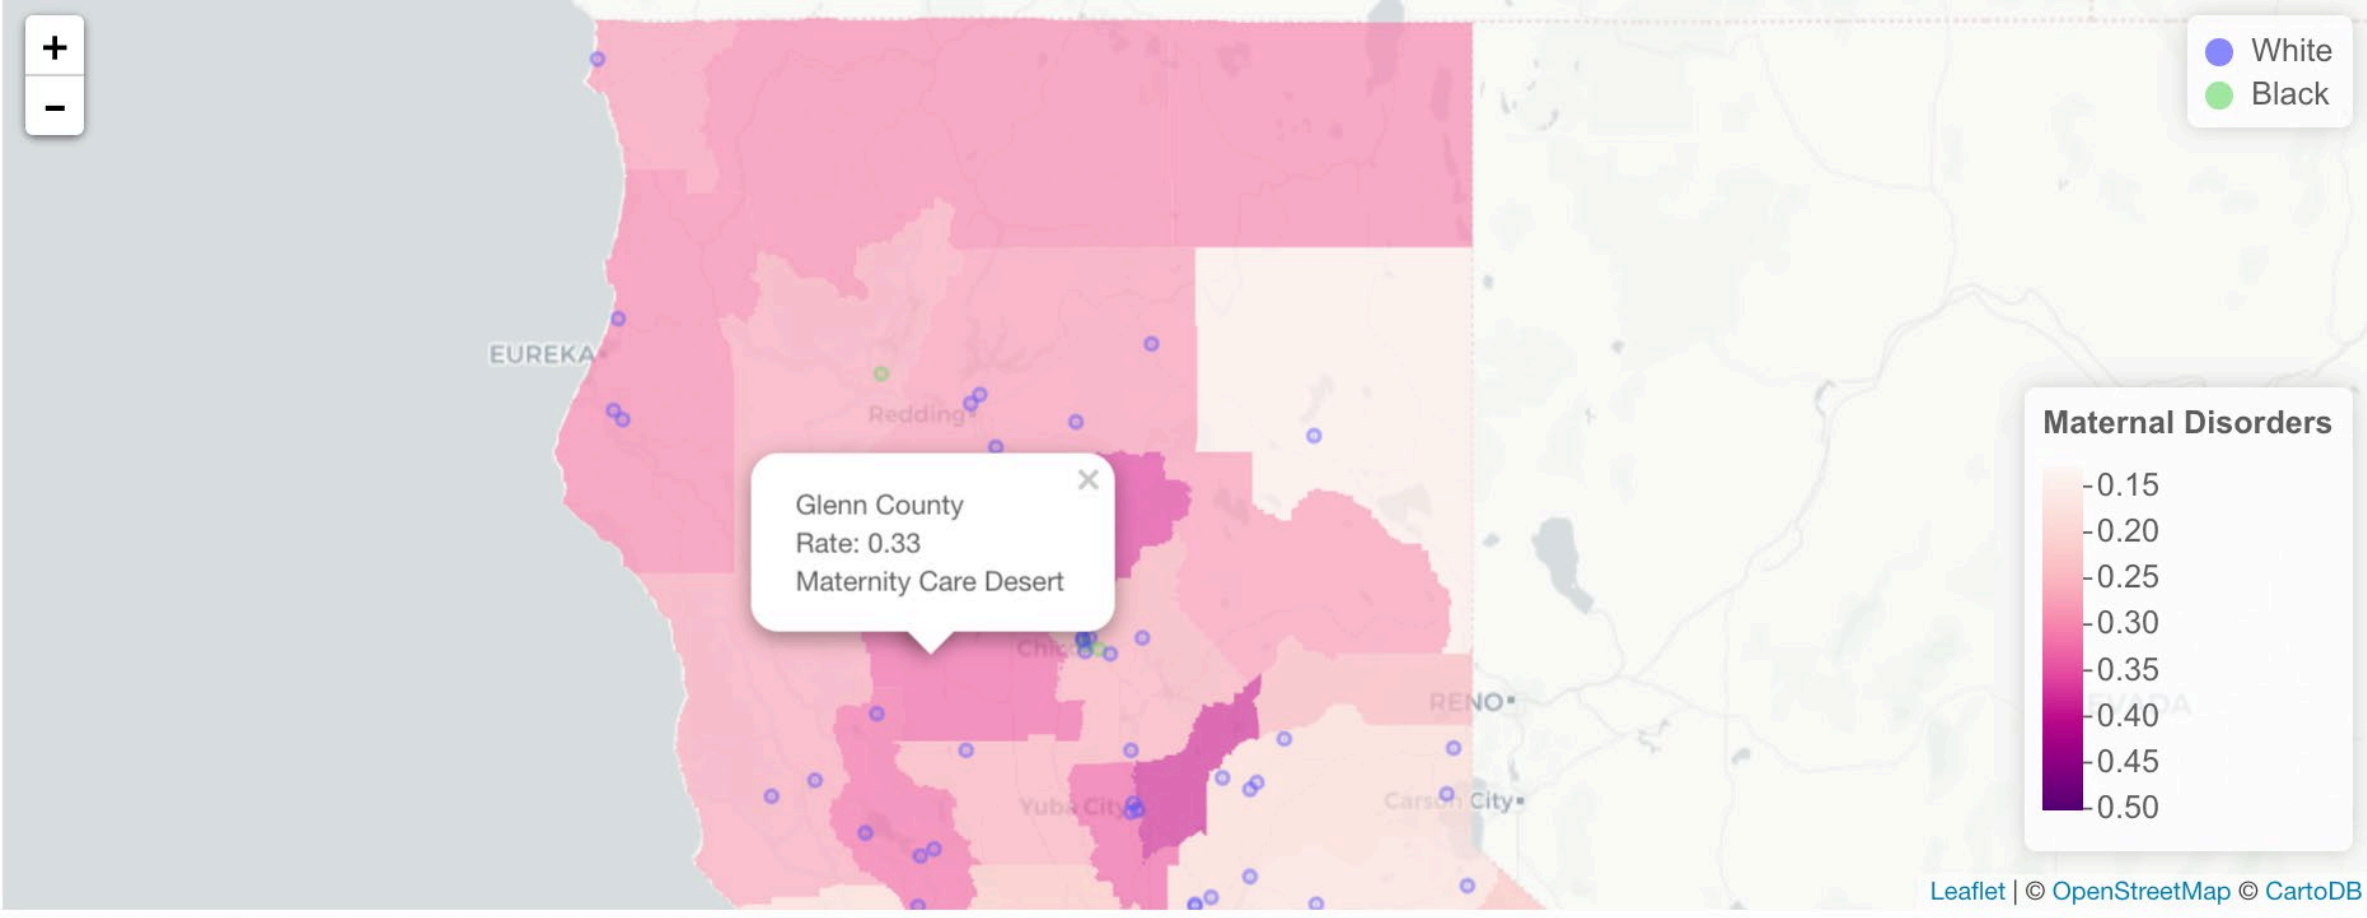 +
−
White
Black
EUREKA
Redding
Glenn County
×
Rate: 0.33
Maternity Care Desert
Maternal Disorders
0.15
0.20
0.25
0.30
0.35
0.40
0.45
0.50
RENO
Yuba City
Carson City
Leaflet | © OpenStreetMap © CartoDB